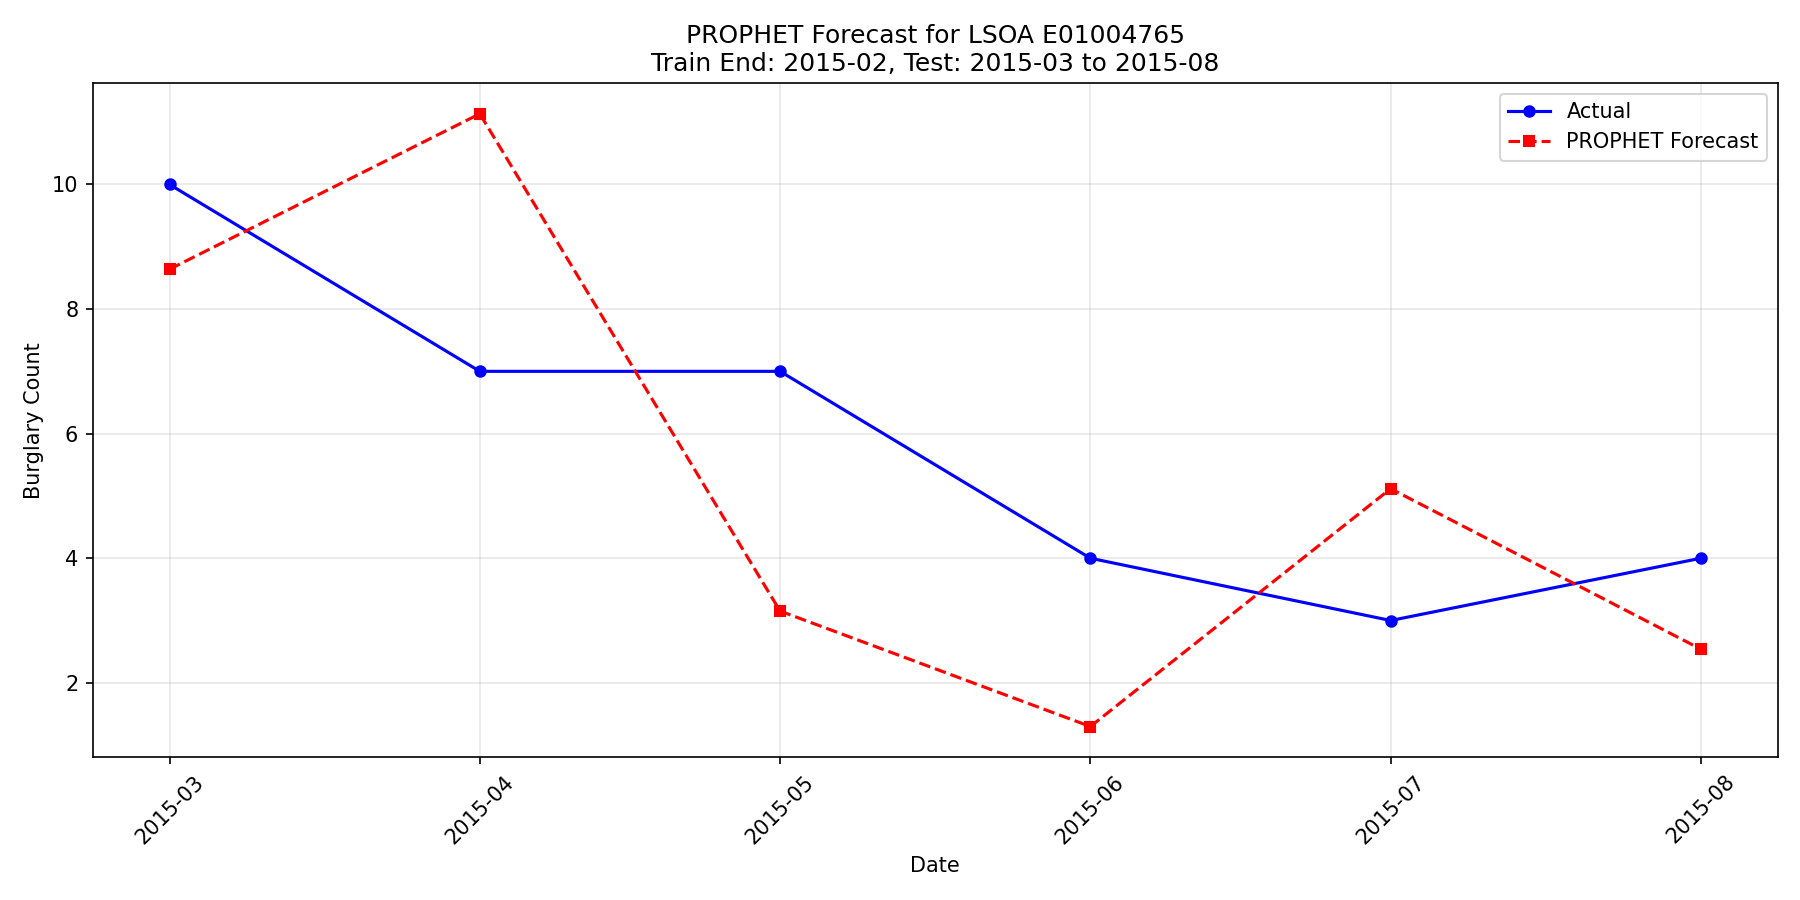 PROPHET Forecast for LSOA E01004765
Train End: 2015-02, Test: 2015-03 to 2015-08
Actual
PROPHET Forecast
Burglary Count
10
8
6
4
2
2015-03
2015-04
2015-05
2015-06
2015-07
2015-08
Date